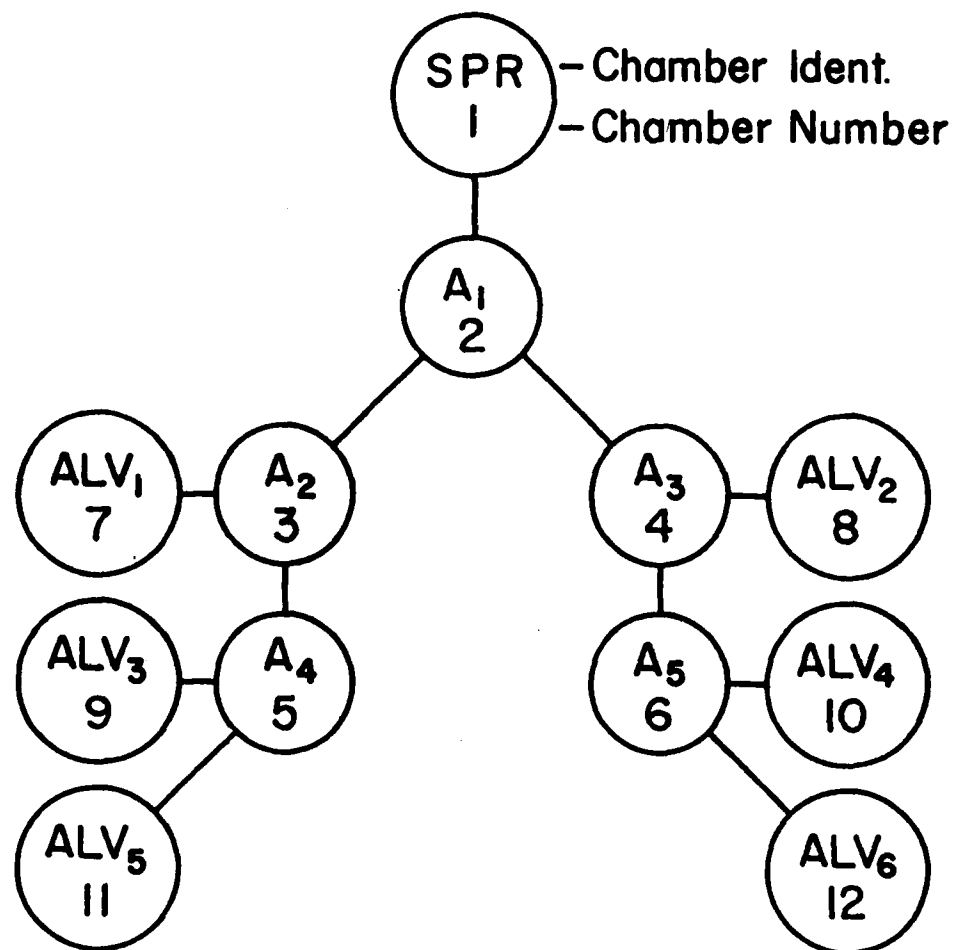 SPR – Chamber Ident.
1 – Chamber Number
A₁
2
ALV₁
7
A₂
3
A₃
4
ALV₂
8
ALV₃
9
A₄
5
A₅
6
ALV₄
10
ALV₅
11
ALV₆
12